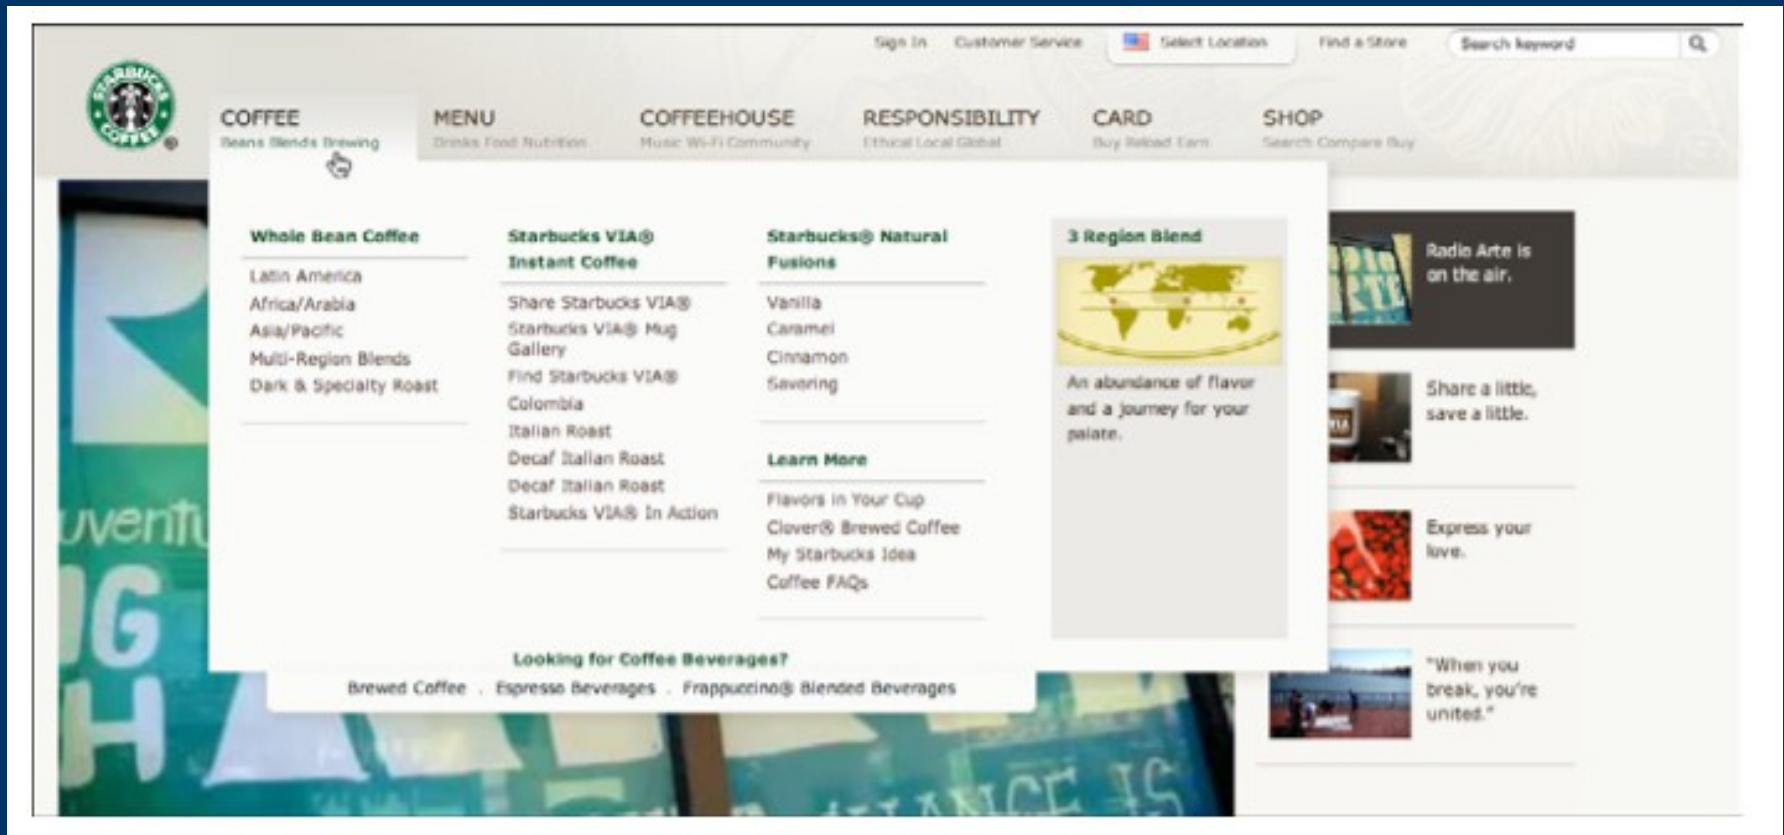 Sign In Customer Service Select Location Find a Store Search keyword
STARBUCKS
COFFEE
®
COFFEE MENU COFFEEHOUSE RESPONSIBILITY CARD SHOP
Beans Blends Brewing Drinks Food Nutrition Music Wi-Fi Community Ethical Local Global Buy Reload Earn Search Compare Buy
Whole Bean Coffee
Latin America
Africa/Arabia
Asia/Pacific
Multi-Region Blends
Dark & Specialty Roast
Starbucks VIA®
Instant Coffee
Share Starbucks VIA®
Starbucks VIA® Mug
Gallery
Find Starbucks VIA®
Colombia
Italian Roast
Decaf Italian Roast
Decaf Italian Roast
Starbucks VIA® In Action
Starbucks® Natural
Fusions
Vanilla
Caramel
Cinnamon
Savoring
Learn More
Flavors in Your Cup
Clover® Brewed Coffee
My Starbucks Idea
Coffee FAQs
3 Region Blend
An abundance of flavor
and a journey for your
palate.
Looking for Coffee Beverages?
Brewed Coffee . Espresso Beverages . Frappuccino® Blended Beverages
Radio Arte is
on the air.
Share a little,
save a little.
Express your
love.
"When you
break, you're
united."